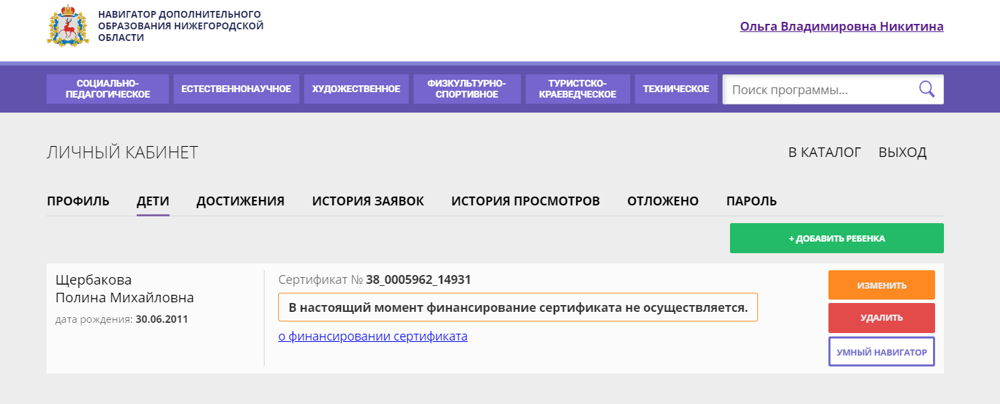 НАВИГАТОР ДОПОЛНИТЕЛЬНОГО
ОБРАЗОВАНИЯ НИЖЕГОРОДСКОЙ
ОБЛАСТИ
Ольга Владимировна Никитина
СОЦИАЛЬНО-
ПЕДАГОГИЧЕСКОЕ
ЕСТЕСТВЕННОНАУЧНОЕ
ХУДОЖЕСТВЕННОЕ
ФИЗКУЛЬТУРНО-
СПОРТИВНОЕ
ТУРИСТСКО-
КРАЕВЕДЧЕСКОЕ
ТЕХНИЧЕСКОЕ
Поиск программы...
ЛИЧНЫЙ КАБИНЕТ
В КАТАЛОГ ВЫХОД
ПРОФИЛЬ ДЕТИ ДОСТИЖЕНИЯ ИСТОРИЯ ЗАЯВОК ИСТОРИЯ ПРОСМОТРОВ ОТЛОЖЕНО ПАРОЛЬ
+ ДОБАВИТЬ РЕБЕНКА
Щербакова
Полина Михайловна
дата рождения: 30.06.2011
Сертификат № 38_0005962_14931
В настоящий момент финансирование сертификата не осуществляется.
о финансировании сертификата
ИЗМЕНИТЬ
УДАЛИТЬ
УМНЫЙ НАВИГАТОР